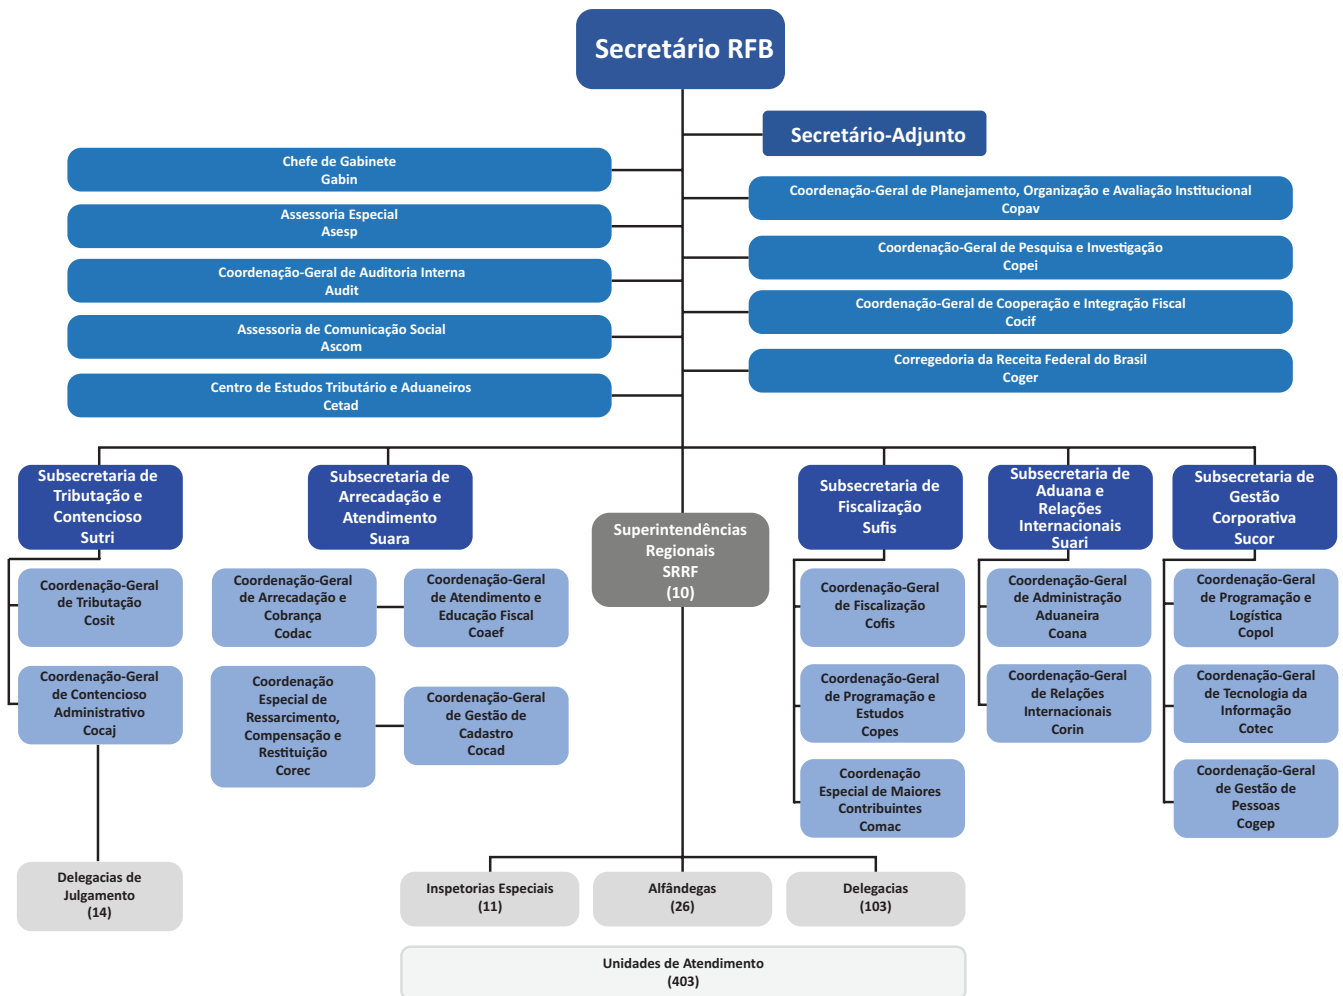 Secretário RFB
Secretário-Adjunto
Chefe de Gabinete
Gabin
Assessoria Especial
Asesp
Coordenação-Geral de Auditoria Interna
Audit
Assessoria de Comunicação Social
Ascom
Centro de Estudos Tributário e Aduaneiros
Cetad
Coordenação-Geral de Planejamento, Organização e Avaliação Institucional
Copav
Coordenação-Geral de Pesquisa e Investigação
Copei
Coordenação-Geral de Cooperação e Integração Fiscal
Cocif
Corregedoria da Receita Federal do Brasil
Coger
Subsecretaria de
Tributação e
Contencioso
Sutri
Subsecretaria de
Arrecadação e
Atendimento
Suara
Superintendências
Regionais
SRRF
(10)
Subsecretaria de
Fiscalização
Sufis
Subsecretaria de
Aduana e
Relações
Internacionais
Suari
Subsecretaria de
Gestão
Corporativa
Sucor
Coordenação-Geral
de Tributação
Cosit
Coordenação-Geral
de Contencioso
Administrativo
Cocaj
Coordenação-Geral
de Arrecadação e
Cobrança
Codac
Coordenação-Geral
de Atendimento e
Educação Fiscal
Coaef
Coordenação
Especial de
Ressarcimento,
Compensação e
Restituição
Corec
Coordenação-Geral
de Gestão de
Cadastro
Cocad
Coordenação-Geral
de Fiscalização
Cofis
Coordenação-Geral
de Programação e
Estudos
Copes
Coordenação
Especial de Maiores
Contribuintes
Comac
Coordenação-Geral
de Administração
Aduaneira
Coana
Coordenação-Geral
de Relações
Internacionais
Corin
Coordenação-Geral
de Programação e
Logística
Copol
Coordenação-Geral
de Tecnologia da
Informação
Cotec
Coordenação-Geral
de Gestão de
Pessoas
Cogep
Delegacias de
Julgamento
(14)
Inspetorias Especiais
(11)
Alfândegas
(26)
Delegacias
(103)
Unidades de Atendimento
(403)